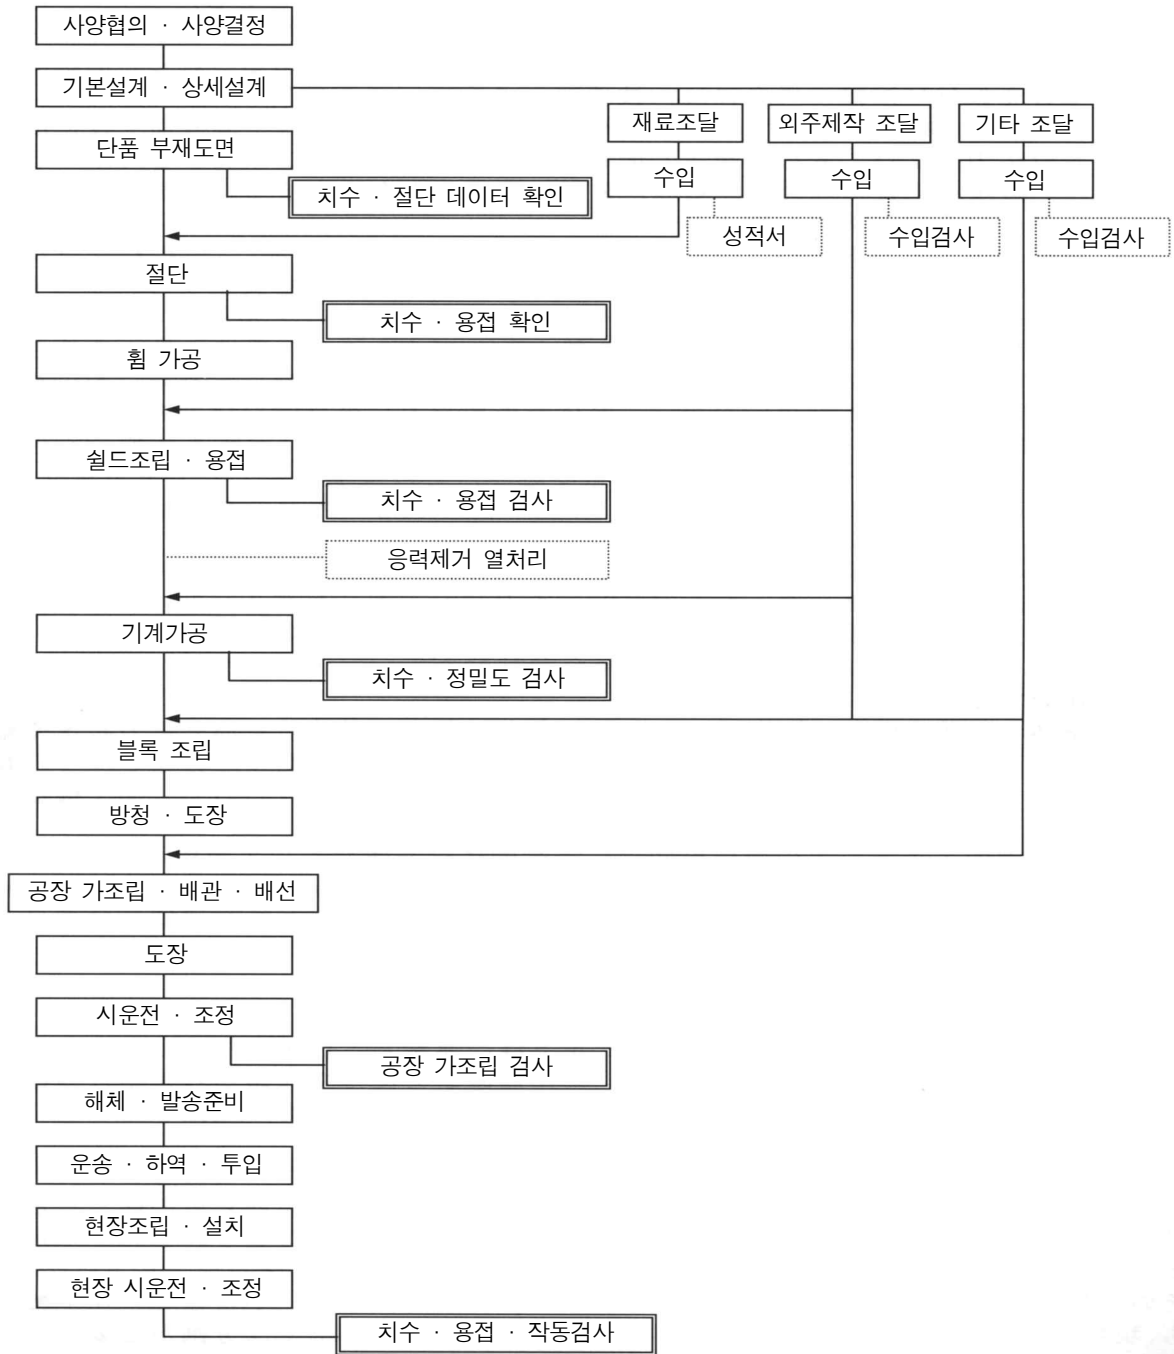 사양협의 · 사양결정
기본설계 · 상세설계
재료조달
외주제작 조달
기타 조달
단품 부재도면
수입
수입
수입
치수 · 절단 데이터 확인
성적서
수입검사
수입검사
절단
치수 · 용접 확인
휨 가공
쉴드조립 · 용접
치수 · 용접 검사
응력제거 열처리
기계가공
치수 · 정밀도 검사
블록 조립
방청 · 도장
공장 가조립 · 배관 · 배선
도장
시운전 · 조정
공장 가조립 검사
해체 · 발송준비
운송 · 하역 · 투입
현장조립 · 설치
현장 시운전 · 조정
치수 · 용접 · 작동검사